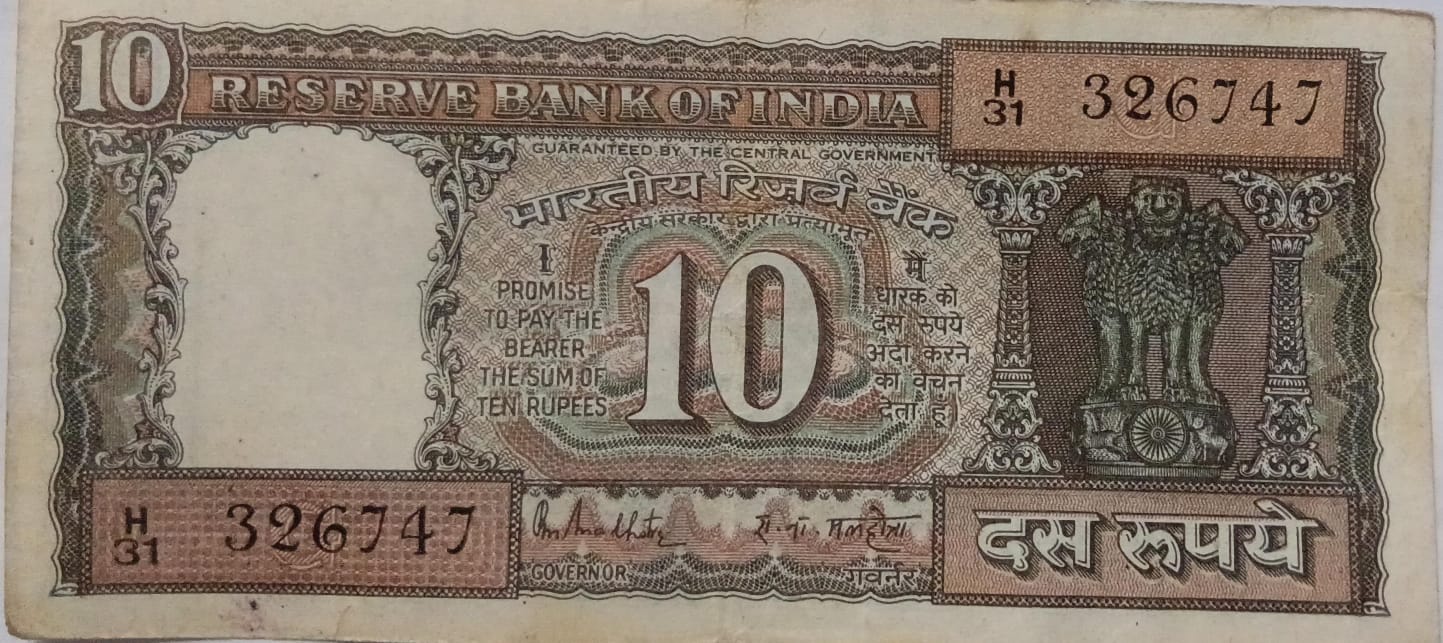 10
RESERVE BANK OF INDIA
H
31 326747
GUARANTEED BY THE CENTRAL GOVERNMENT
भारतीय रिज़र्व बैंक
केन्द्रीय सरकार द्वारा प्रत्याभूत
I
PROMISE
TO PAY THE
BEARER
THE SUM OF
TEN RUPEES
10
मैं
धारक को
दस रुपये
अदा करने
का वचन
देता हूं।
H
31 326747
रा. ना. मलहोत्रा
GOVERNOR
गवर्नर
दस रूपये